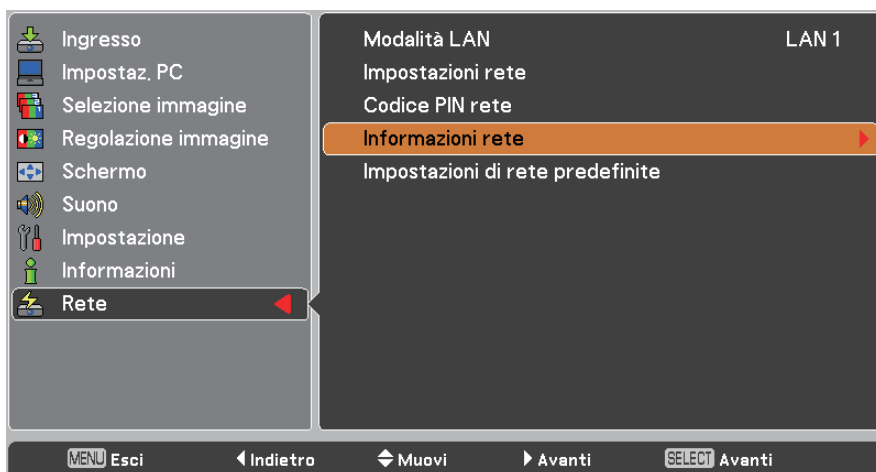 Ingresso
Impostaz. PC
Selezione immagine
Regolazione immagine
Schermo
Suono
Impostazione
Informazioni
Rete
Modalità LAN LAN 1
Impostazioni rete
Codice PIN rete
Informazioni rete
Impostazioni di rete predefinite
MENU Esci Indietro Muovi Avanti SELECT Avanti